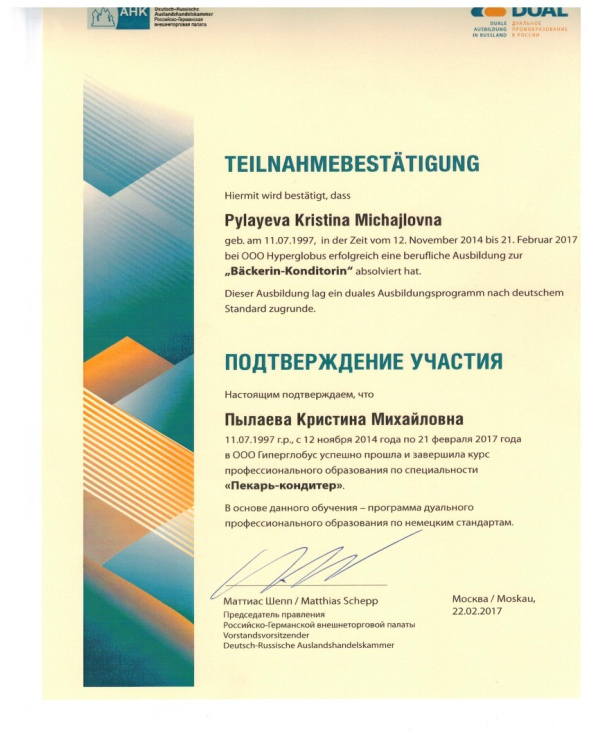 АНК
Deutsch-Russische
Auslandshandelskammer
Российско-Германская
внешнеторговая палата
DUAL
DUALE
AUSBILDUNG
IN RUSSLAND
ДУАЛЬНОЕ
ПРОФОБРАЗОВАНИЕ
В РОССИИ
TEILNAHMEBESTÄTIGUNG
Hiermit wird bestätigt, dass
Pylayeva Kristina Michajlovna
geb. am 11.07.1997, in der Zeit vom 12. November 2014 bis 21. Februar 2017
bei OOO Hyperglobus erfolgreich eine berufliche Ausbildung zur
„Bäckerin-Konditorin“ absolviert hat.
Dieser Ausbildung lag ein duales Ausbildungsprogramm nach deutschem
Standard zugrunde.
ПОДТВЕРЖДЕНИЕ УЧАСТИЯ
Настоящим подтверждаем, что
Пылаева Кристина Михайловна
11.07.1997 г.р., с 12 ноября 2014 года по 21 февраля 2017 года
в ООО Гиперглобус успешно прошла и завершила курс
профессионального образования по специальности
«Пекарь-кондитер».
В основе данного обучения – программа дуального
профессионального образования по немецким стандартам.
Маттиас Шепп / Matthias Schepp
Председатель правления
Российско-Германской внешнеторговой палаты
Vorstandsvorsitzender
Deutsch-Russische Auslandshandelskammer
Москва / Moskau,
22.02.2017